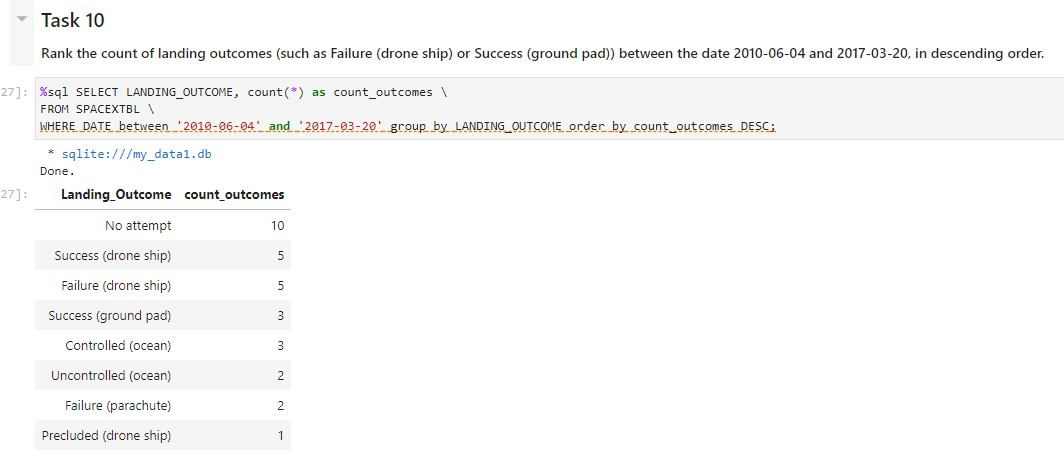 Task 10
Rank the count of landing outcomes (such as Failure (drone ship) or Success (ground pad)) between the date 2010-06-04 and 2017-03-20, in descending order.
27]: %sql SELECT LANDING_OUTCOME, count(*) as count_outcomes \
FROM SPACEXTBL \
WHERE DATE between '2010-06-04' and '2017-03-20' group by LANDING_OUTCOME order by count_outcomes DESC;
* sqlite:///my_data1.db
Done.
27]: Landing_Outcome count_outcomes
No attempt 10
Success (drone ship) 5
Failure (drone ship) 5
Success (ground pad) 3
Controlled (ocean) 3
Uncontrolled (ocean) 2
Failure (parachute) 2
Precluded (drone ship) 1